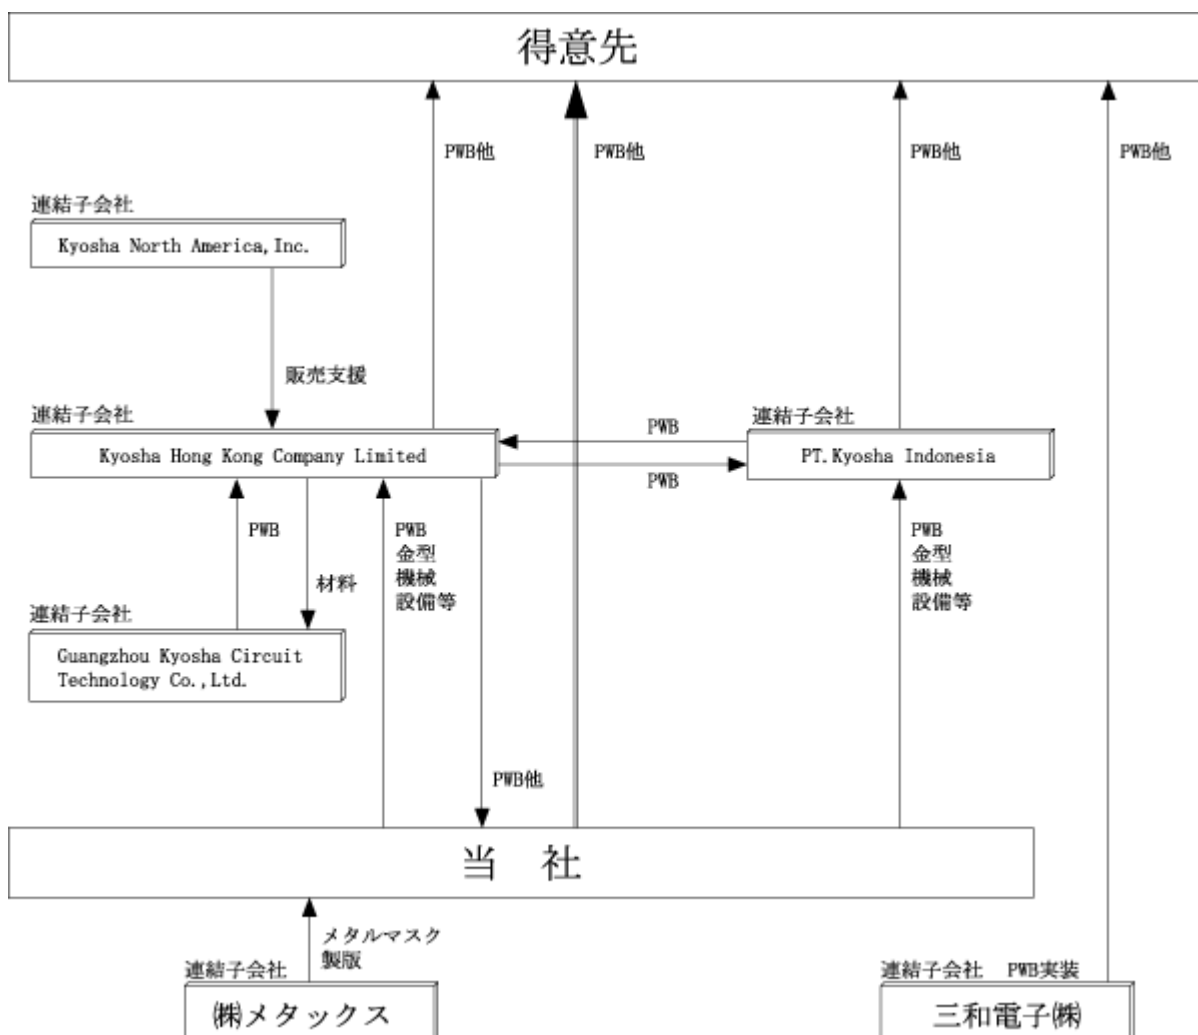 得意先
PWB他
PWB他
PWB他
PWB他
連結子会社
Kyosha North America,Inc.
販売支援
連結子会社
Kyosha Hong Kong Company Limited
PWB
PWB
連結子会社
PT.Kyosha Indonesia
PWB
材料
PWB
金型
機械
設備等
PWB
金型
機械
設備等
連結子会社
Guangzhou Kyosha Circuit
Technology Co.,Ltd.
PWB他
当 社
メタルマスク
製版
連結子会社
㈱メタックス
連結子会社 PWB実装
三和電子㈱